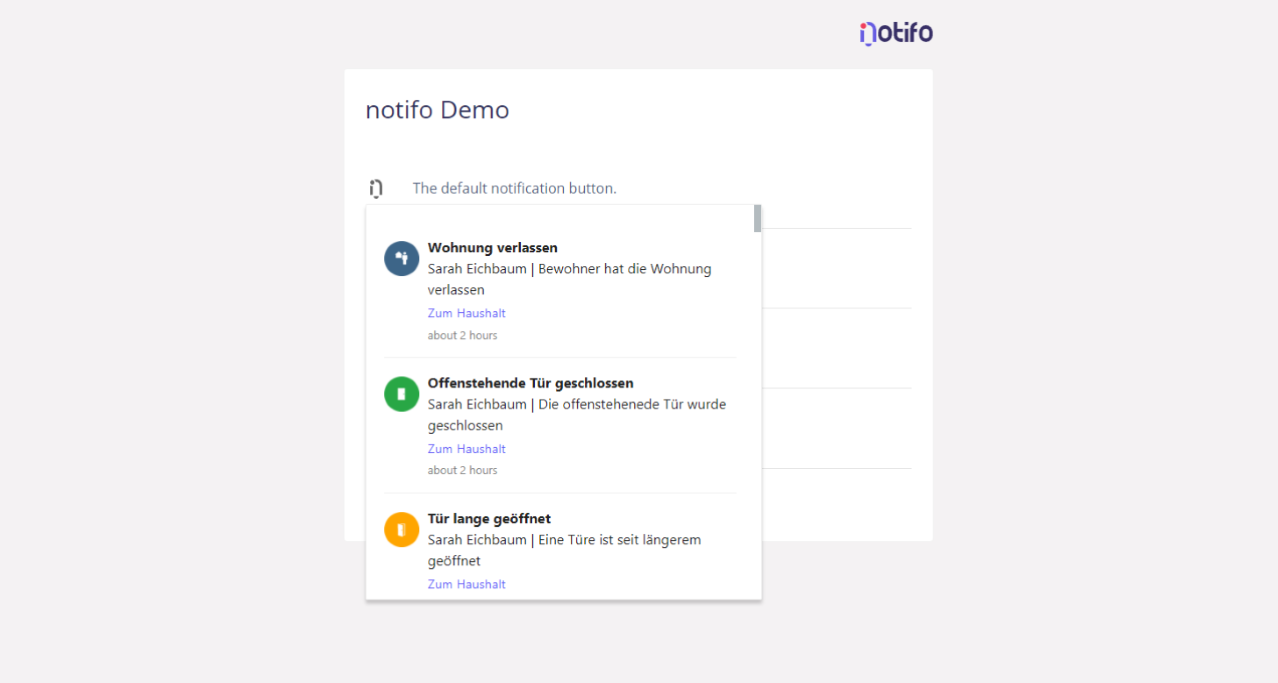 notifo
notifo Demo
The default notification button.
Wohnung verlassen
Sarah Eichbaum | Bewohner hat die Wohnung
verlassen
Zum Haushalt
about 2 hours
Offenstehende Tür geschlossen
Sarah Eichbaum | Die offenstehenede Tür wurde
geschlossen
Zum Haushalt
about 2 hours
Tür lange geöffnet
Sarah Eichbaum | Eine Türe ist seit längerem
geöffnet
Zum Haushalt